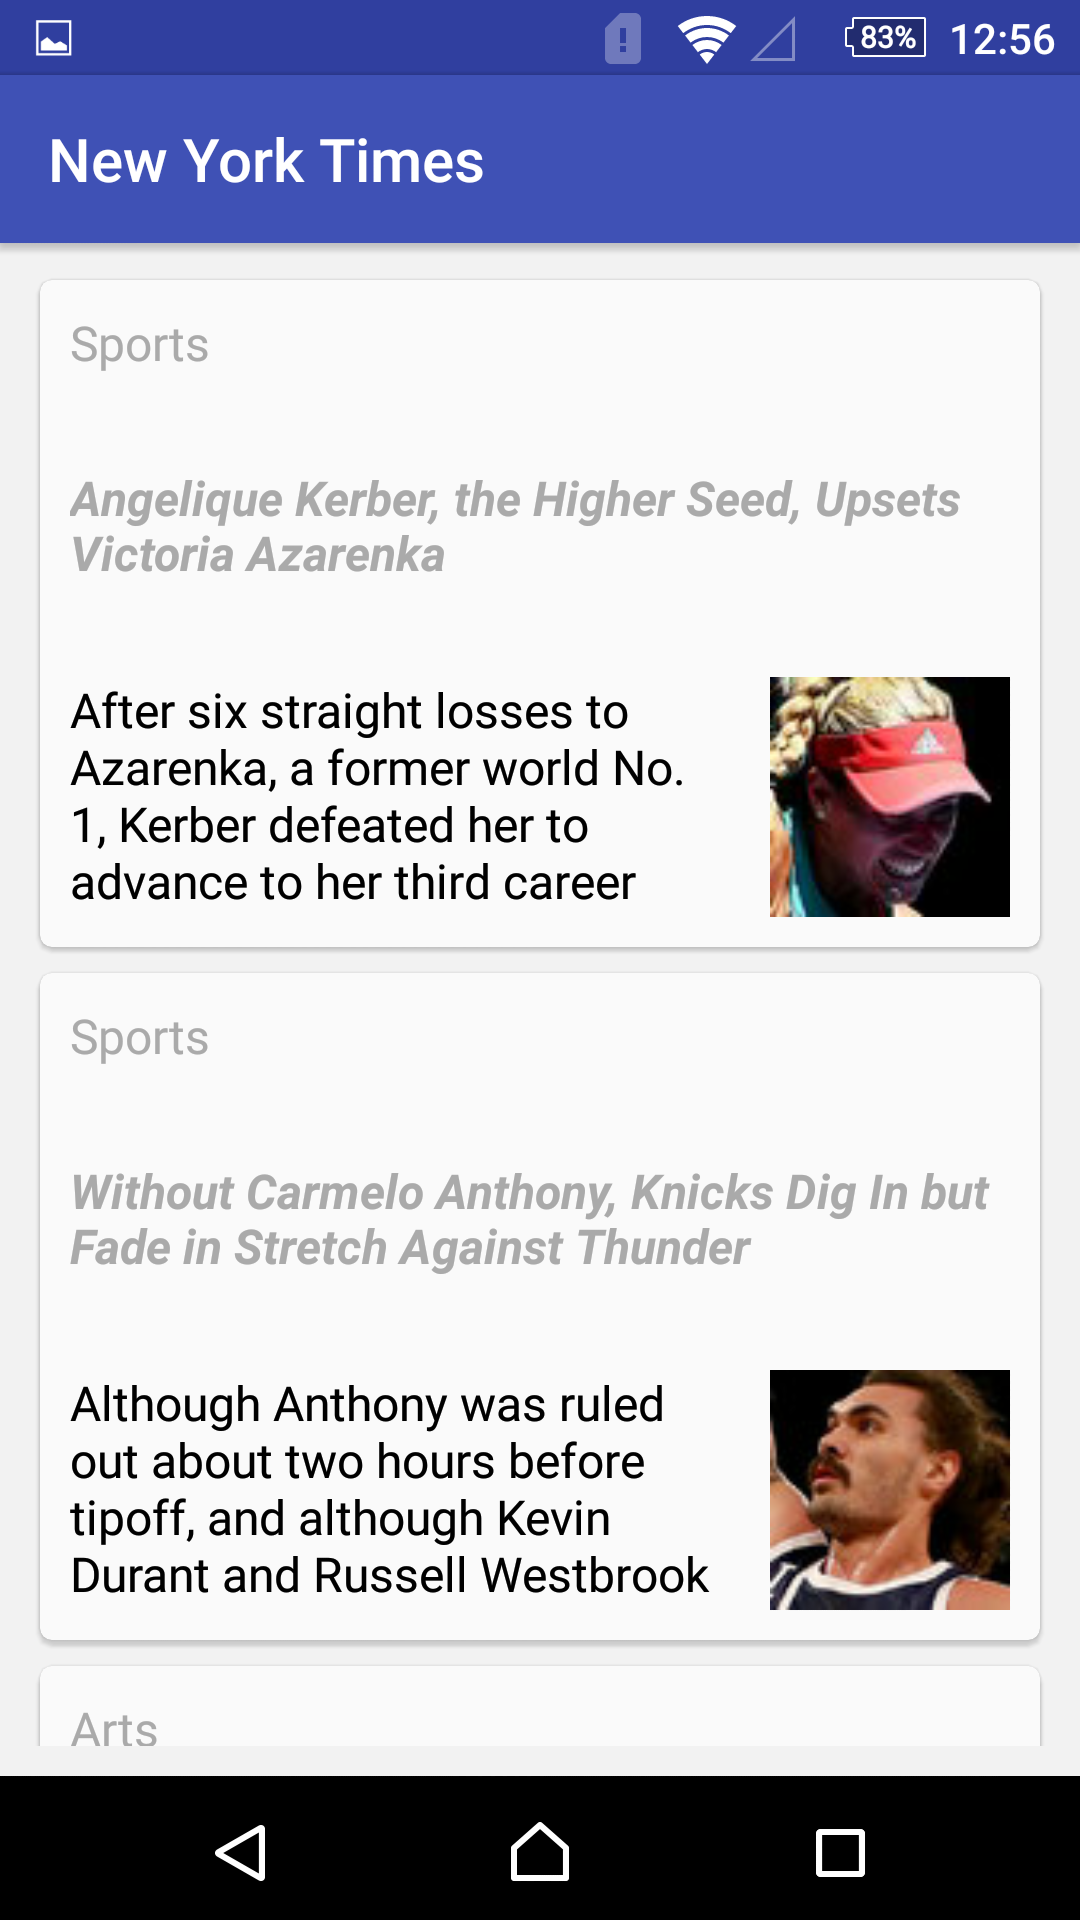 83% 12:56
New York Times
Sports
Angelique Kerber, the Higher Seed, Upsets
Victoria Azarenka
After six straight losses to
Azarenka, a former world No.
1, Kerber defeated her to
advance to her third career
Sports
Without Carmelo Anthony, Knicks Dig In but
Fade in Stretch Against Thunder
Although Anthony was ruled
out about two hours before
tipoff, and although Kevin
Durant and Russell Westbrook
Arts